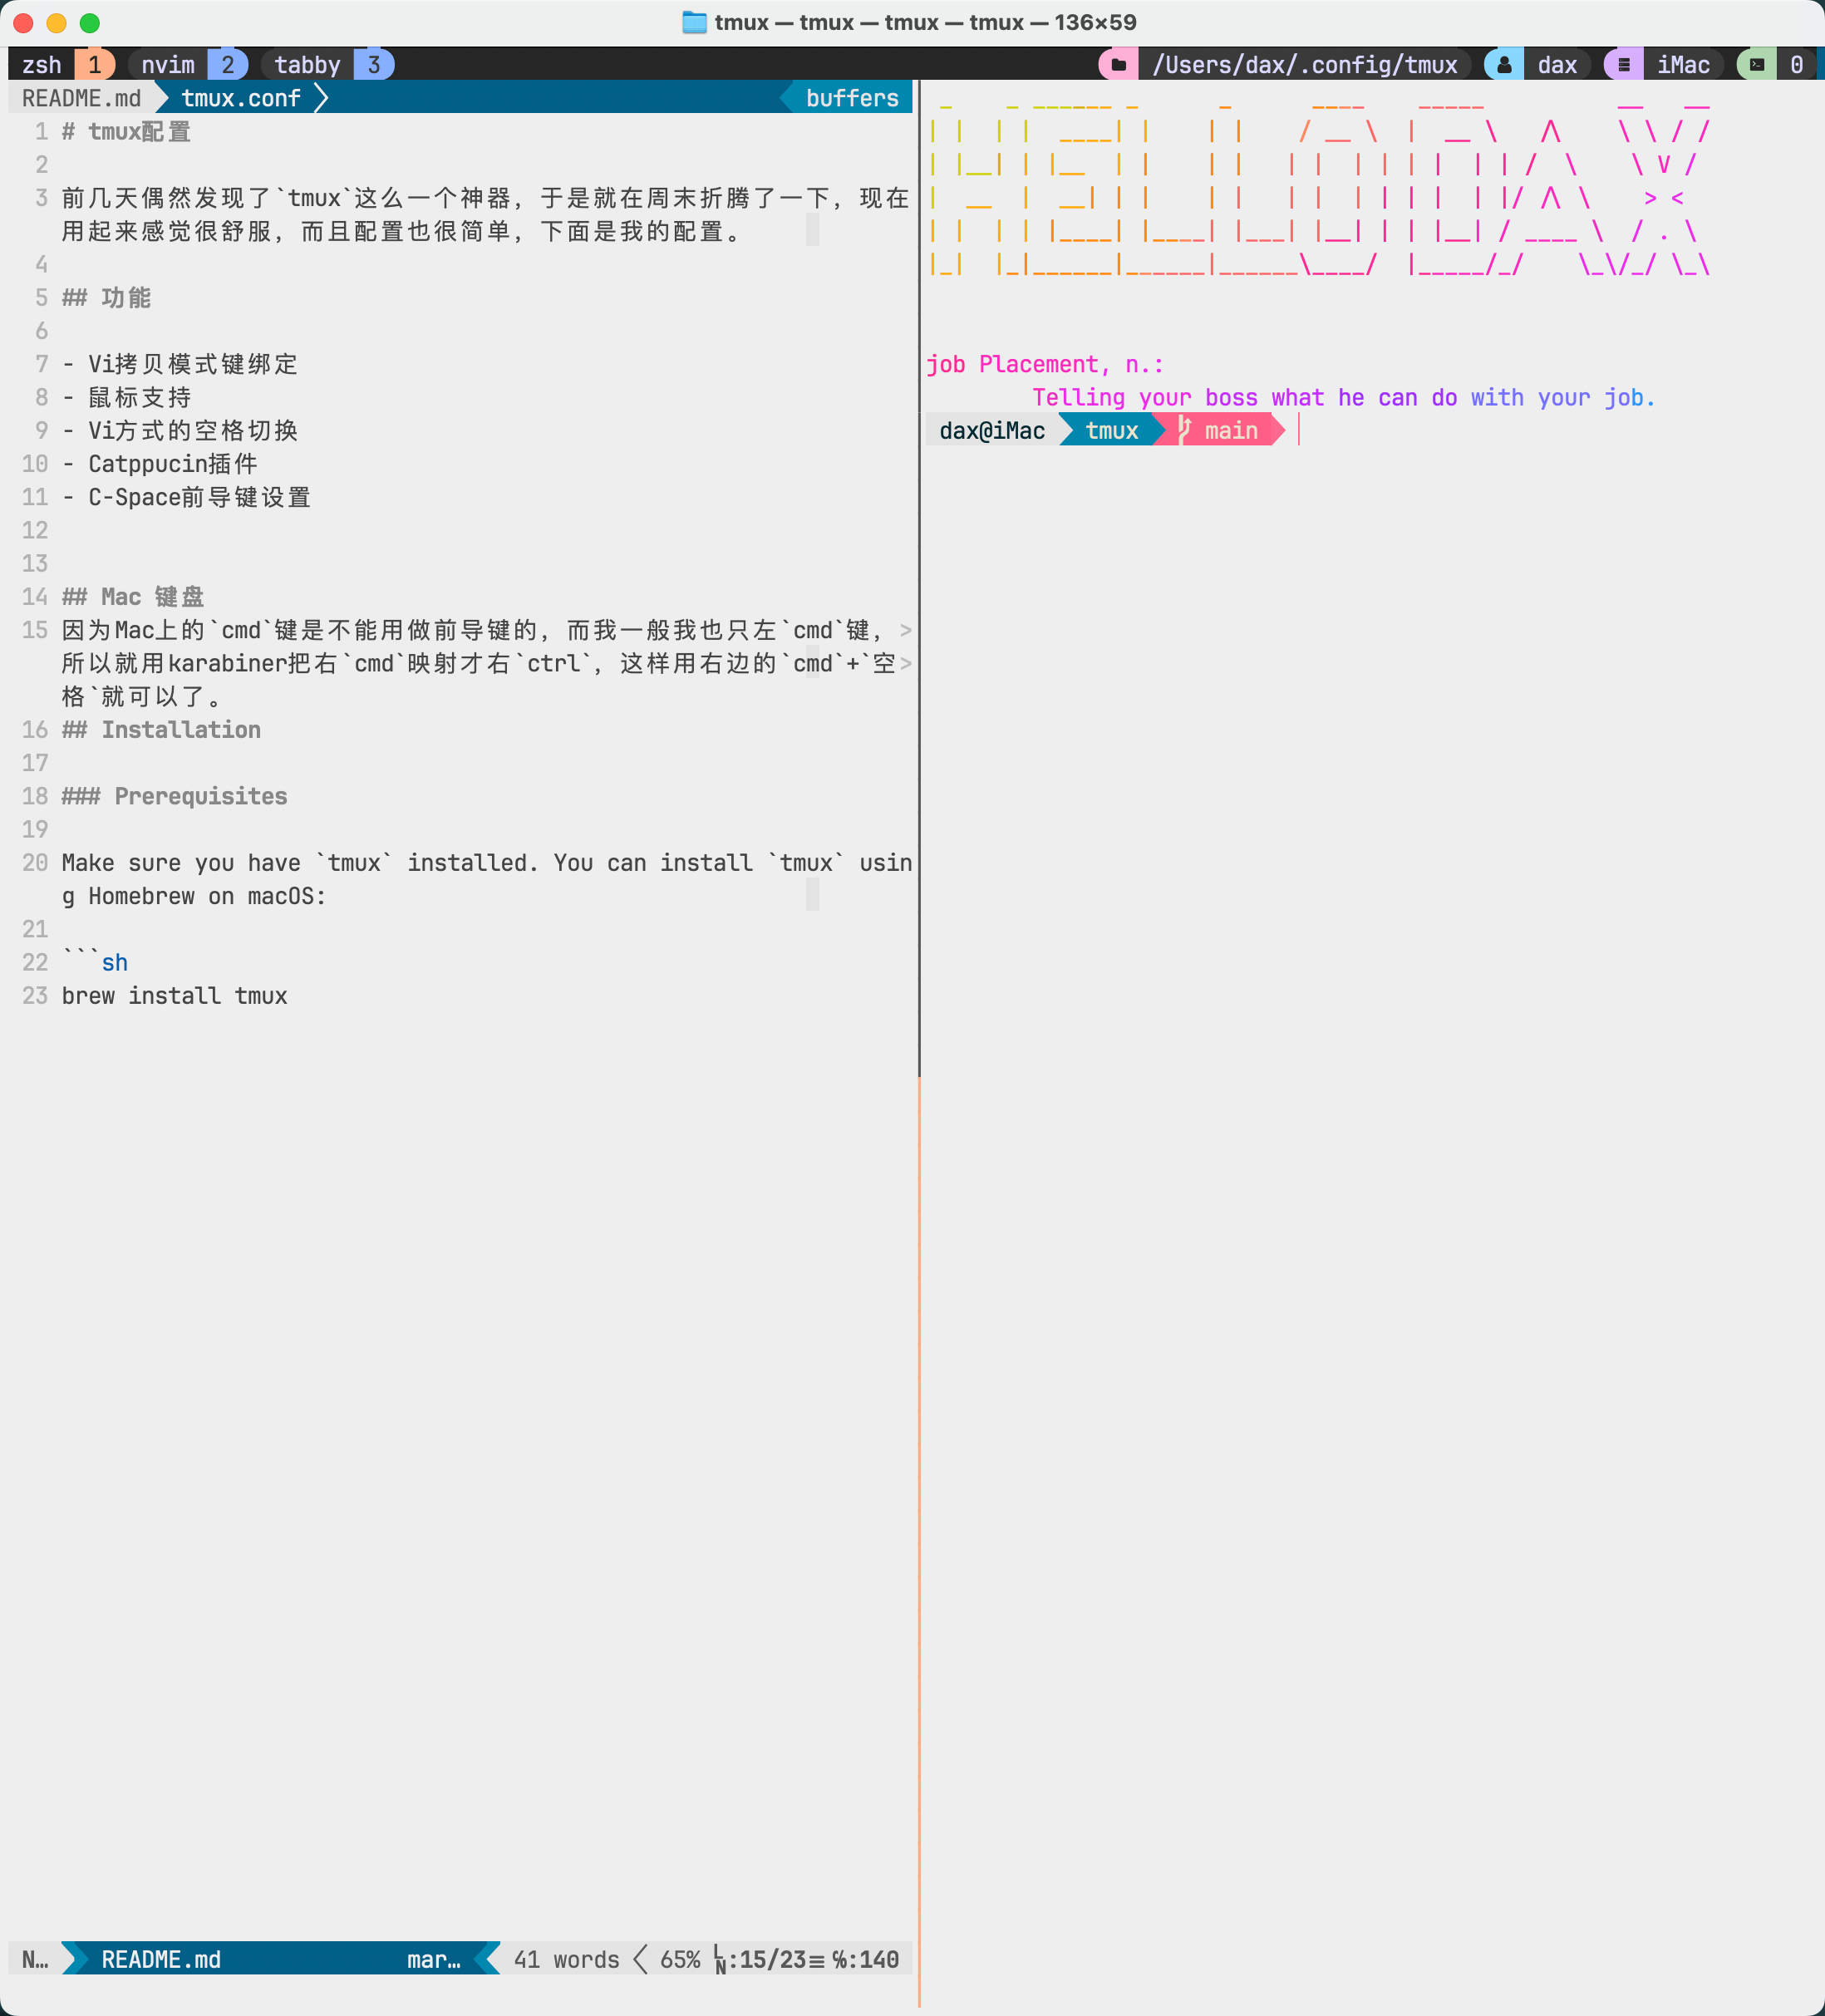 tmux — tmux — tmux — tmux — 136×59
zsh 1 nvim 2 tabby 3 /Users/dax/.config/tmux dax iMac 0
README.md tmux.conf buffers
1 # tmux配置
2
3 前几天偶然发现了`tmux`这么一个神器，于是就在周末折腾了一下，现在
用起来感觉很舒服，而且配置也很简单，下面是我的配置。
4
5 ## 功能
6
7 - Vi拷贝模式键绑定
8 - 鼠标支持
9 - Vi方式的空格切换
10 - Catppucin插件
11 - C-Space前导键设置
12
13
14 ## Mac 键盘
15 因为Mac上的`cmd`键是不能用做前导键的，而我一般我也只左`cmd`键，>
所以就用karabiner把右`cmd`映射才右`ctrl`，这样用右边的`cmd`+`空>
格`就可以了。
16 ## Installation
17
18 ### Prerequisites
19
20 Make sure you have `tmux` installed. You can install `tmux` usin
g Homebrew on macOS:
21
22 ```sh
23 brew install tmux
N… README.md mar… 41 words 65% LN:15/23≡ ℅:140
HELLO DAX
job Placement, n.:
Telling your boss what he can do with your job.
dax@iMac tmux main